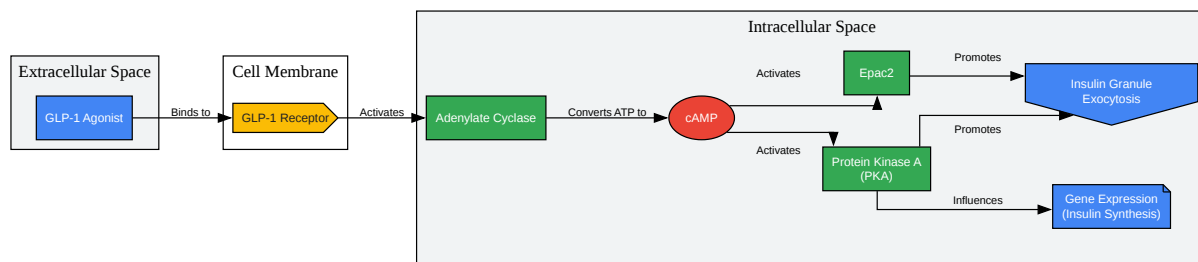 Intracellular Space
Extracellular Space
Cell Membrane
GLP-1 Agonist
Binds to
GLP-1 Receptor
Activates
Adenylate Cyclase
Converts ATP to
cAMP
Activates
Epac2
Promotes
Insulin Granule
Exocytosis
Activates
Protein Kinase A
(PKA)
Promotes
Influences
Gene Expression
(Insulin Synthesis)